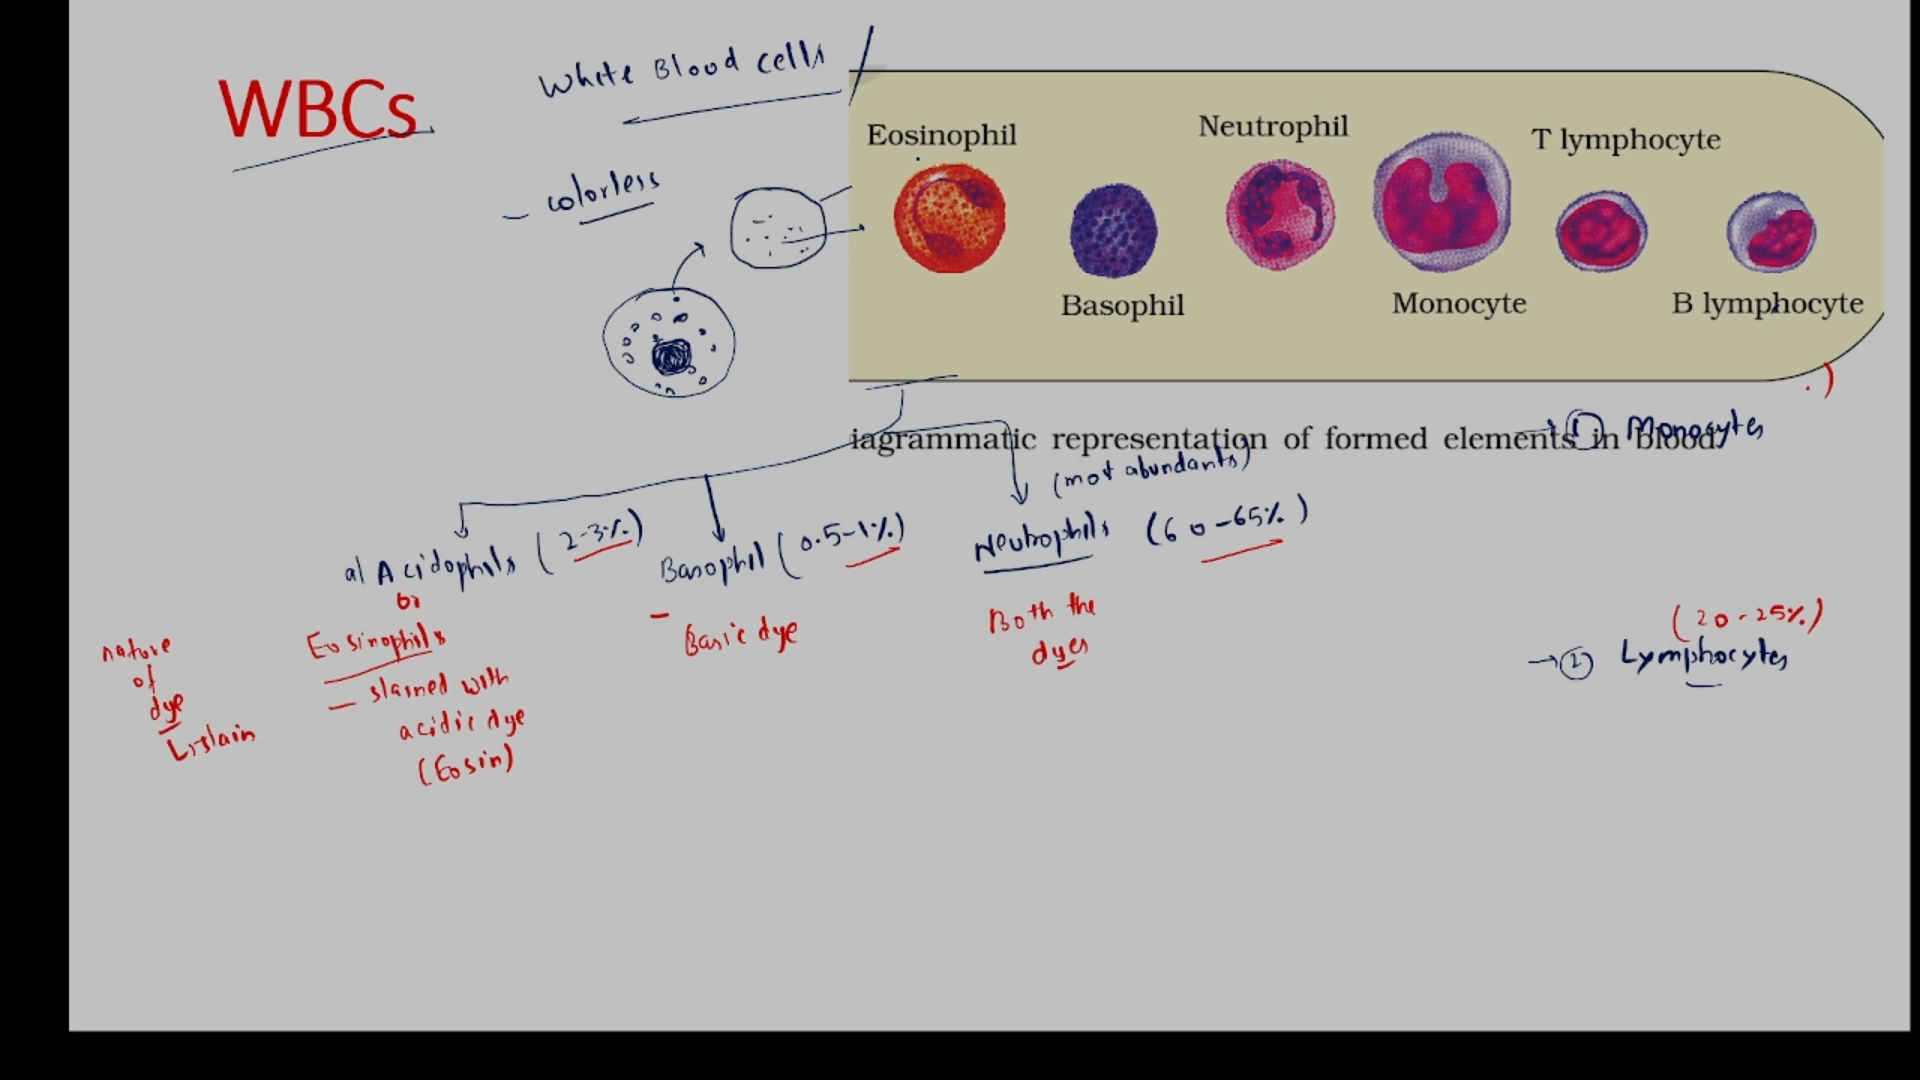 White Blood cells
WBCs
Eosinophil
Neutrophil
T lymphocyte
- colorless
Basophil
Monocyte
B lymphocyte
iagrammatic representation of formed elements in blood
→ 1 Monocytes
(most abundants)
a) Acidophils (2-3%)
Basophil (0.5-1%)
Neutrophils (60-65%)
or
Eosinophils
- stained with
acidic dye
(Eosin)
- Basic dye
Both the
dyes
nature
of
dye
stain
(20-25%)
→ 2 Lymphocytes